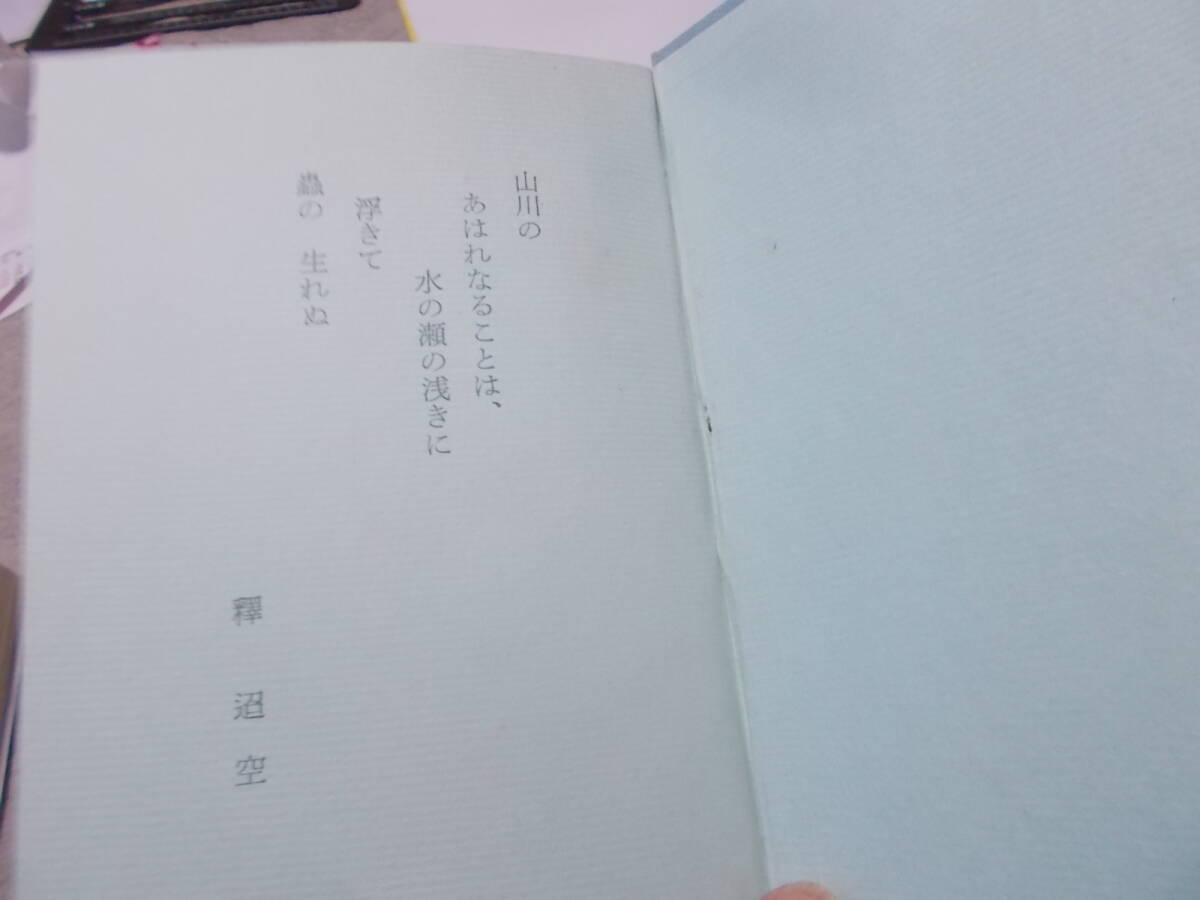 山川の
あはれなることは、
水の瀬の浅きに
浮きて
蟲の　生れぬ
釋　迢　空